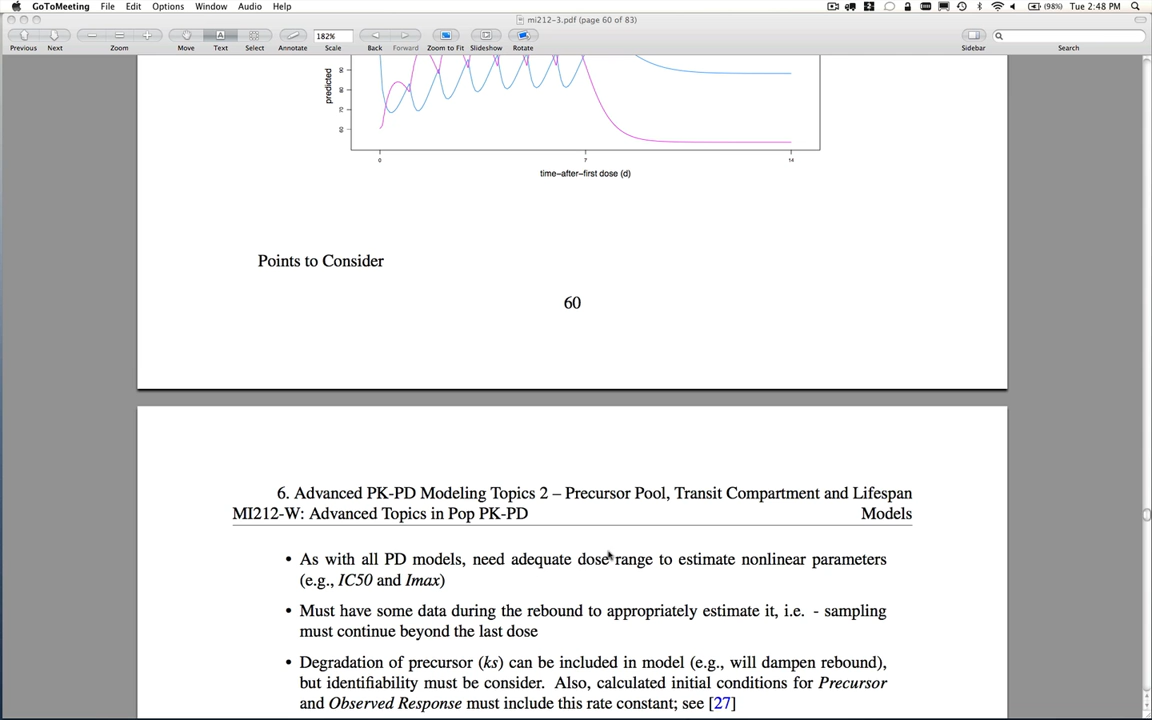 GoToMeeting File Edit Options Window Audio Help
(98%) Tue 2:48 PM
mi212-3.pdf (page 60 of 83)
182%
Previous Next Zoom Move Text Select Annotate Scale Back Forward Zoom to Fit Slideshow Rotate Sidebar Search
predicted
90
80
70
60
0 7 14
time-after-first dose (d)
Points to Consider
60
6. Advanced PK-PD Modeling Topics 2 – Precursor Pool, Transit Compartment and Lifespan
MI212-W: Advanced Topics in Pop PK-PD Models
• As with all PD models, need adequate dose range to estimate nonlinear parameters
(e.g., IC50 and Imax)
• Must have some data during the rebound to appropriately estimate it, i.e. - sampling
must continue beyond the last dose
• Degradation of precursor (ks) can be included in model (e.g., will dampen rebound),
but identifiability must be consider. Also, calculated initial conditions for Precursor
and Observed Response must include this rate constant; see [27]